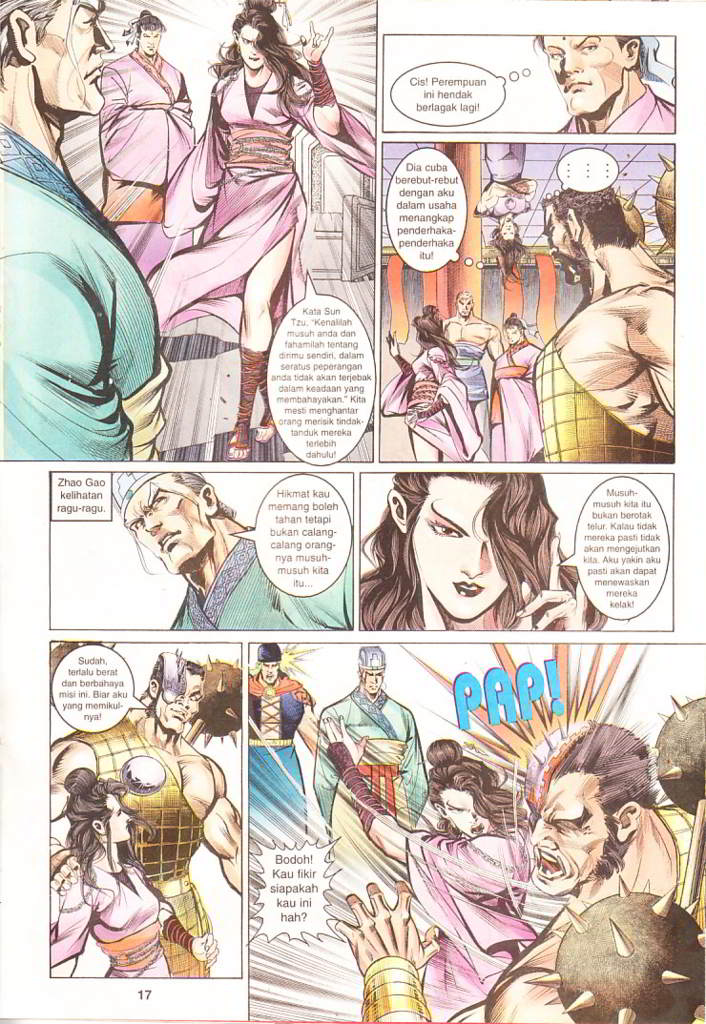 Kata Sun
Tzu, "Kenalilah
musuh anda dan
fahamilah tentang
dirimu sendiri, dalam
seratus peperangan
anda tidak akan terjebak
dalam keadaan yang
membahayakan." Kita
mesti menghantar
orang merisik tindak-
tanduk mereka
terlebih
dahulu!
Cis! Perempuan
ini hendak
berlagak lagi!
Dia cuba
berebut-rebut
dengan aku
dalam usaha
menangkap
penderhaka-
penderhaka
itu!
. . .
. . .
Zhao Gao
kelihatan
ragu-ragu.
Hikmat kau
memang boleh
tahan tetapi
bukan calang-
calang orang-
nya musuh-
musuh kita
itu...
Musuh-
musuh kita itu
bukan berotak
telur. Kalau tidak
mereka pasti tidak
akan mengejutkan
kita. Aku yakin aku
pasti akan dapat
menewaskan
mereka
kelak!
Sudah,
terlalu berat
dan berbahaya
misi ini. Biar aku
yang memikul-
nya!
PAP!
Bodoh!
Kau fikir
siapakah
kau ini
hah?
17